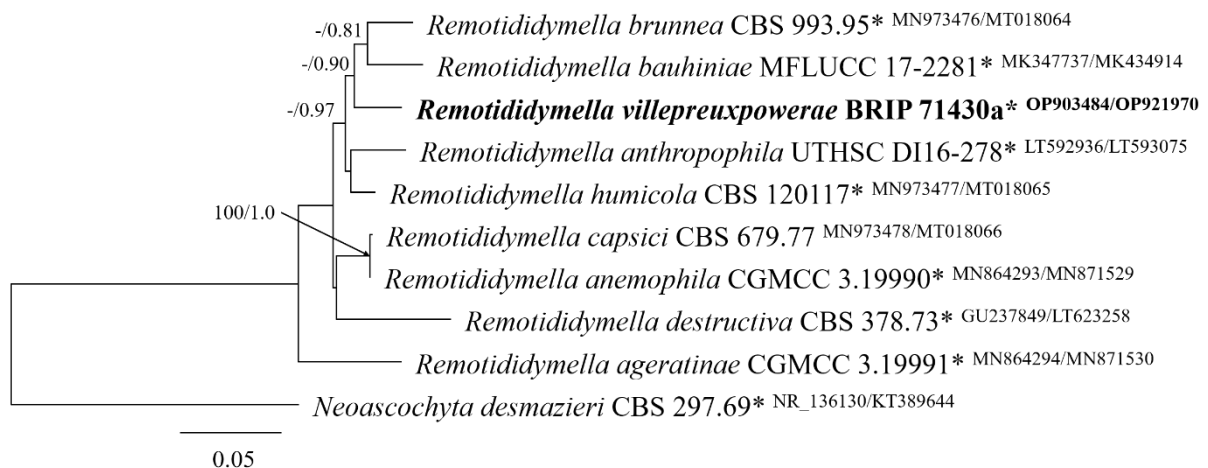 Remotididymella brunnea CBS 993.95* MN973476/MT018064
-/0.81
Remotididymella bauhiniae MFLUCC 17-2281* MK347737/MK434914
-/0.90
Remotididymella villepreuxpowerae BRIP 71430a* OP903484/OP921970
-/0.97
Remotididymella anthropophila UTHSC DI16-278* LT592936/LT593075
Remotididymella humicola CBS 120117* MN973477/MT018065
100/1.0
Remotididymella capsici CBS 679.77 MN973478/MT018066
Remotididymella anemophila CGMCC 3.19990* MN864293/MN871529
Remotididymella destructiva CBS 378.73* GU237849/LT623258
Remotididymella ageratinae CGMCC 3.19991* MN864294/MN871530
Neoascochyta desmazieri CBS 297.69* NR_136130/KT389644
0.05